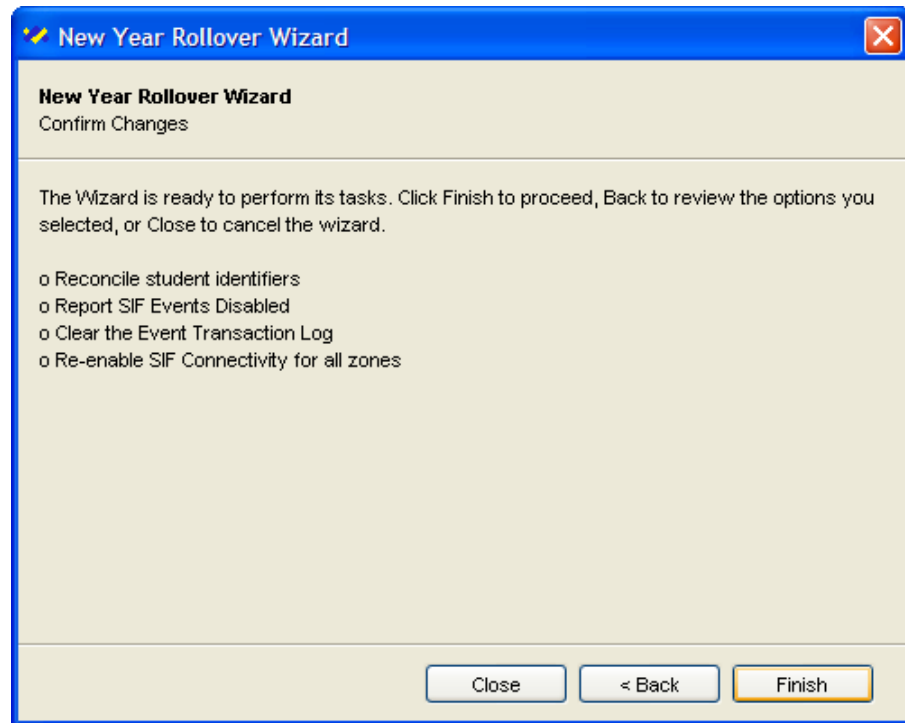 New Year Rollover Wizard
New Year Rollover Wizard
Confirm Changes
The Wizard is ready to perform its tasks. Click Finish to proceed, Back to review the options you
selected, or Close to cancel the wizard.
o Reconcile student identifiers
o Report SIF Events Disabled
o Clear the Event Transaction Log
o Re-enable SIF Connectivity for all zones
Close
< Back
Finish